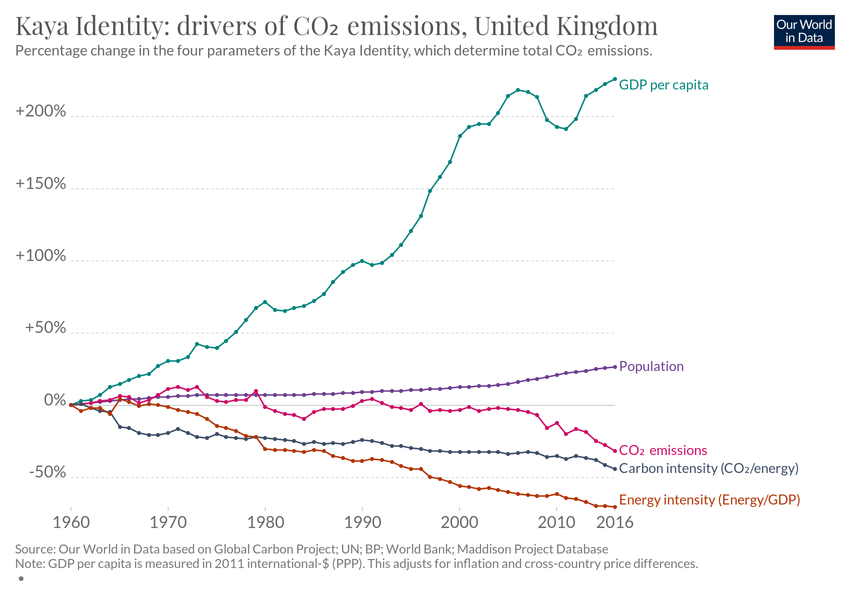 Kaya Identity: drivers of CO₂ emissions, United Kingdom
Our World
in Data
Percentage change in the four parameters of the Kaya Identity, which determine total CO₂ emissions.
GDP per capita
+200%
+150%
+100%
+50%
Population
0%
CO₂ emissions
Carbon intensity (CO₂/energy)
-50%
Energy intensity (Energy/GDP)
1960 1970 1980 1990 2000 2010 2016
Source: Our World in Data based on Global Carbon Project; UN; BP; World Bank; Maddison Project Database
Note: GDP per capita is measured in 2011 international-$ (PPP). This adjusts for inflation and cross-country price differences.
•